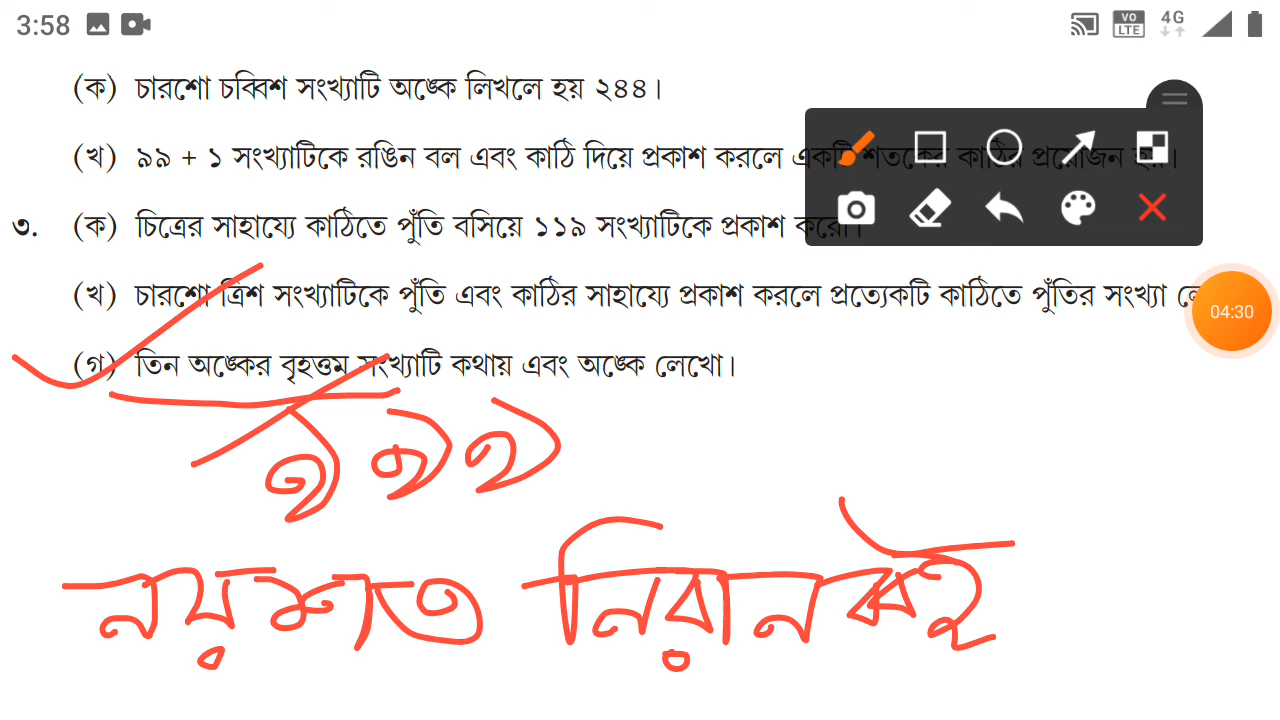 3:58 VO LTE 4G
(ক) চারশো চব্বিশ সংখ্যাটি অঙ্কে লিখলে হয় ২৪৪।
(খ) ৯৯ + ১ সংখ্যাটিকে রঙিন বল এবং কাঠি দিয়ে প্রকাশ করলে একটি শতকের কাঠির প্রয়োজন হয়।
৩. (ক) চিত্রের সাহায্যে কাঠিতে পুঁতি বসিয়ে ১১৯ সংখ্যাটিকে প্রকাশ করো।
(খ) চারশো ত্রিশ সংখ্যাটিকে পুঁতি এবং কাঠির সাহায্যে প্রকাশ করলে প্রত্যেকটি কাঠিতে পুঁতির সংখ্যা
04:30
(গ) তিন অঙ্কের বৃহত্তম সংখ্যাটি কথায় এবং অঙ্কে লেখো।
৯৯৯
নয়শত নিরানব্বই